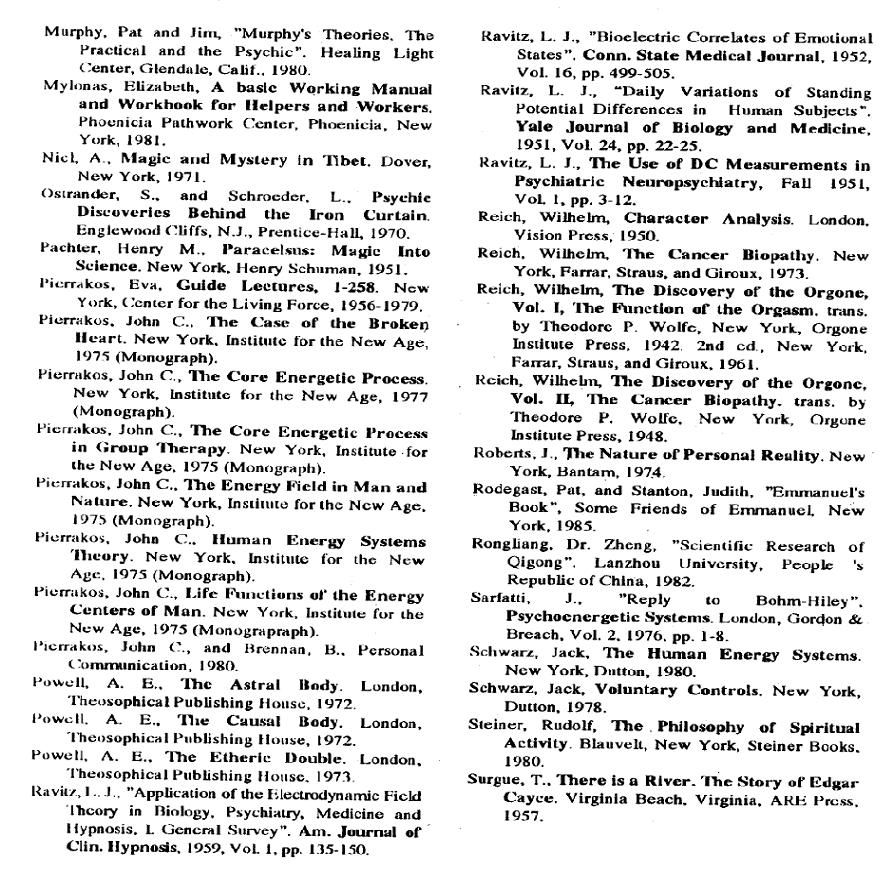 Murphy, Pat and Jim, "Murphy's Theories, The
Practical and the Psychic". Healing Light
Center, Glendale, Calif., 1980.
Mylonas, Elizabeth, A basic Working Manual
and Workbook for Helpers and Workers.
Phoenicia Pathwork Center, Phoenicia, New
York, 1981.
Niel, A., Magic and Mystery in Tibet. Dover,
New York, 1971.
Ostrander, S., and Schroeder, L., Psychic
Discoveries Behind the Iron Curtain.
Englewood Cliffs, N.J., Prentice-Hall, 1970.
Pachter, Henry M., Paracelsus: Magic Into
Science. New York, Henry Schuman, 1951.
Pierrakos, Eva, Guide Lectures, 1-258. New
York, Center for the Living Force, 1956-1979.
Pierrakos, John C., The Case of the Broken
Heart. New York, Institute for the New Age,
1975 (Monograph).
Pierrakos, John C., The Core Energetic Process.
New York, Institute for the New Age, 1977
(Monograph).
Pierrakos, John C., The Core Energetic Process
in Group Therapy. New York, Institute for
the New Age, 1975 (Monograph).
Pierrakos, John C., The Energy Field in Man and
Nature. New York, Institute for the New Age,
1975 (Monograph).
Pierrakos, John C., Human Energy Systems
Theory. New York, Institute for the New
Age, 1975 (Monograph).
Pierrakos, John C., Life Functions of the Energy
Centers of Man. New York, Institute for the
New Age, 1975 (Monograpraph).
Pierrakos, John C., and Brennan, B., Personal
Communication, 1980.
Powell, A. E., The Astral Body. London,
Theosophical Publishing House, 1972.
Powell, A. E., The Causal Body. London,
Theosophical Publishing House, 1972.
Powell, A. E., The Etheric Double. London,
Theosophical Publishing House, 1973.
Ravitz, L. J., "Application of the Electrodynamic Field
Theory in Biology, Psychiatry, Medicine and
Hypnosis, I. General Survey". Am. Journal of
Clin. Hypnosis, 1959, Vol. 1, pp. 135-150.
Ravitz, L. J., "Bioelectric Correlates of Emotional
States". Conn. State Medical Journal, 1952,
Vol. 16, pp. 499-505.
Ravitz, L. J., "Daily Variations of Standing
Potential Differences in Human Subjects".
Yale Journal of Biology and Medicine,
1951, Vol. 24, pp. 22-25.
Ravitz, L. J., The Use of DC Measurements in
Psychiatric Neuropsychiatry, Fall 1951,
Vol. 1, pp. 3-12.
Reich, Wilhelm, Character Analysis. London,
Vision Press, 1950.
Reich, Wilhelm, The Cancer Biopathy. New
York, Farrar, Straus, and Giroux, 1973.
Reich, Wilhelm, The Discovery of the Orgone,
Vol. I, The Function of the Orgasm. trans.
by Theodore P. Wolfe, New York, Orgone
Institute Press, 1942. 2nd ed., New York,
Farrar, Straus, and Giroux, 1961.
Reich, Wilhelm, The Discovery of the Orgone,
Vol. II, The Cancer Biopathy. trans. by
Theodore P. Wolfe, New York, Orgone
Institute Press, 1948.
Roberts, J., The Nature of Personal Reality. New
York, Bantam, 1974.
Rodegast, Pat, and Stanton, Judith, "Emmanuel's
Book", Some Friends of Emmanuel, New
York, 1985.
Rongliang, Dr. Zheng, "Scientific Research of
Qigong". Lanzhou University, People 's
Republic of China, 1982.
Sarfatti, J., "Reply to Bohm-Hiley".
Psychoenergetic Systems. London, Gordon &
Breach, Vol. 2, 1976, pp. 1-8.
Schwarz, Jack, The Human Energy Systems.
New York, Dutton, 1980.
Schwarz, Jack, Voluntary Controls. New York,
Dutton, 1978.
Steiner, Rudolf, The Philosophy of Spiritual
Activity. Blauvelt, New York, Steiner Books,
1980.
Surgue, T., There is a River. The Story of Edgar
Cayce. Virginia Beach, Virginia, ARE Press,
1957.